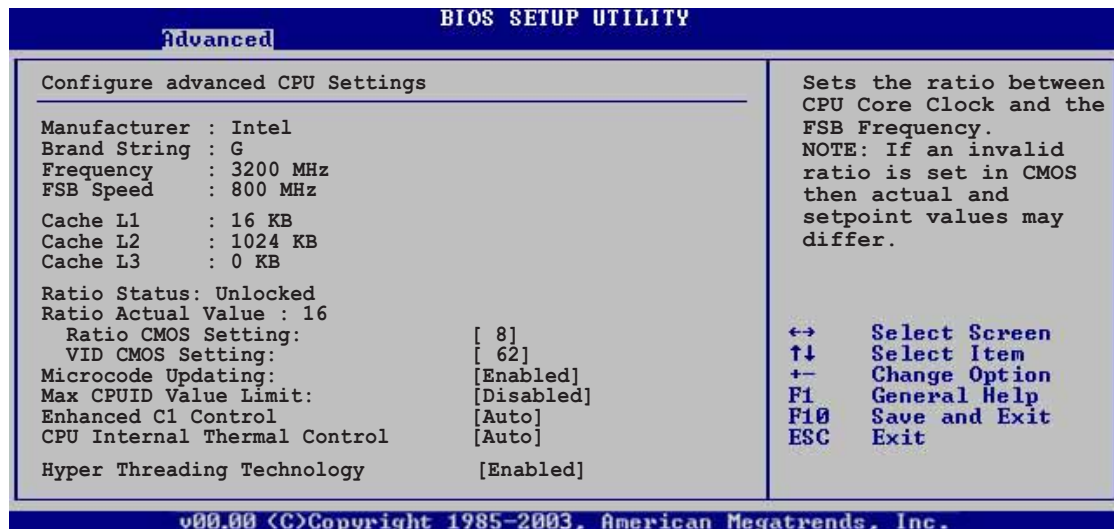 BIOS SETUP UTILITY
Advanced
Configure advanced CPU Settings
Manufacturer : Intel
Brand String : G
Frequency : 3200 MHz
FSB Speed : 800 MHz
Cache L1 : 16 KB
Cache L2 : 1024 KB
Cache L3 : 0 KB
Ratio Status: Unlocked
Ratio Actual Value : 16
Ratio CMOS Setting: [ 8]
VID CMOS Setting: [ 62]
Microcode Updating: [Enabled]
Max CPUID Value Limit: [Disabled]
Enhanced C1 Control [Auto]
CPU Internal Thermal Control [Auto]
Hyper Threading Technology [Enabled]
Sets the ratio between
CPU Core Clock and the
FSB Frequency.
NOTE: If an invalid
ratio is set in CMOS
then actual and
setpoint values may
differ.
←→ Select Screen
↑↓ Select Item
+- Change Option
F1 General Help
F10 Save and Exit
ESC Exit
v00.00 (C)Copyright 1985-2003, American Megatrends, Inc.